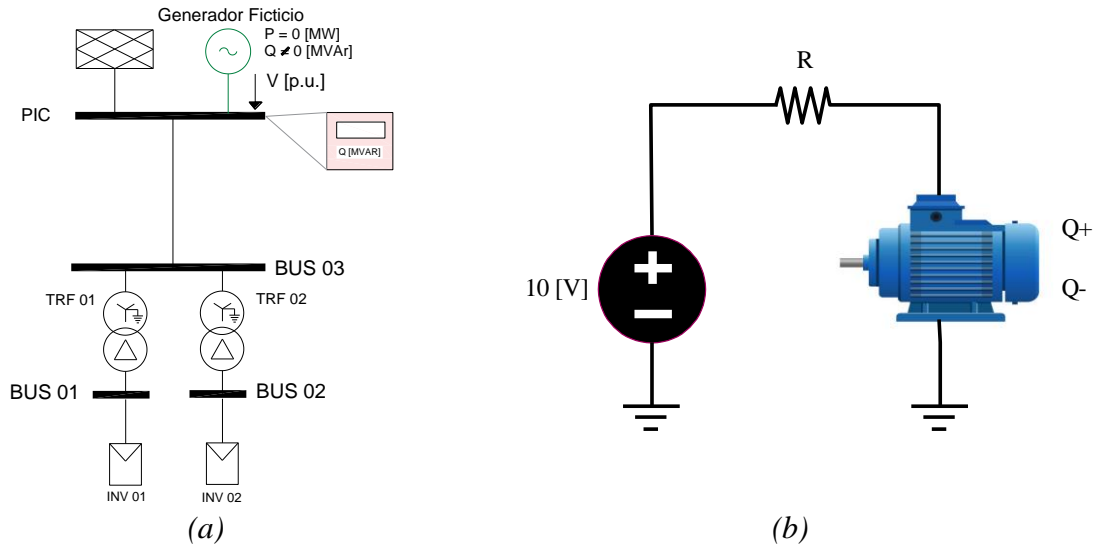 Generador Ficticio
P = 0 [MW]
Q ≠ 0 [MVAr]
V [p.u.]
PIC
Q [MVAR]
BUS 03
TRF 01
TRF 02
BUS 01
BUS 02
INV 01
INV 02
(a)
R
10 [V]
Q+
Q-
(b)